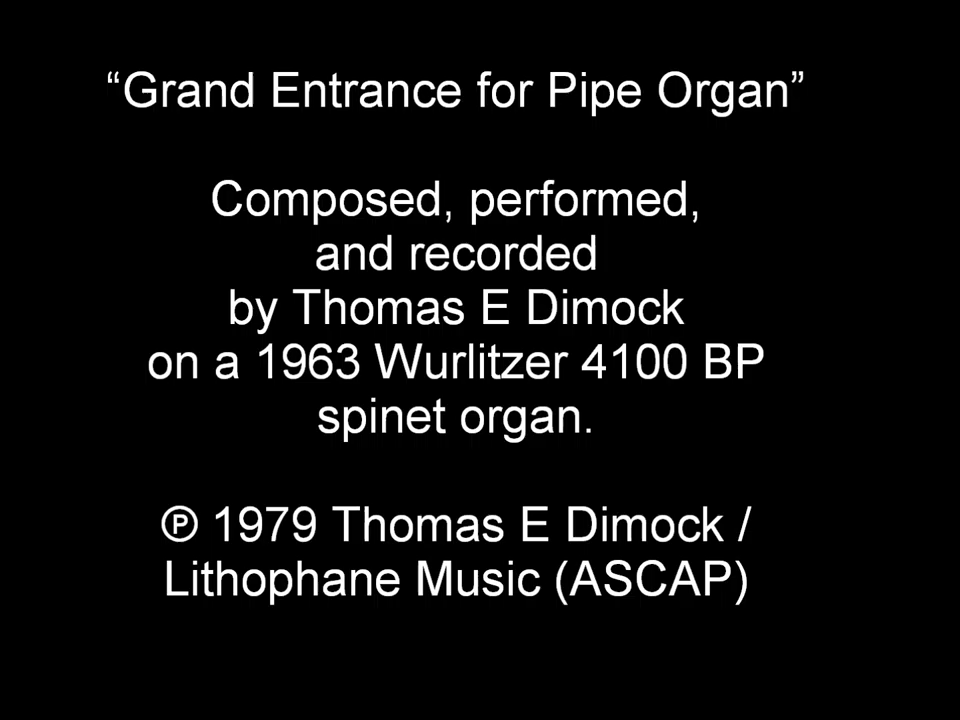 “Grand Entrance for Pipe Organ”
Composed, performed,
and recorded
by Thomas E Dimock
on a 1963 Wurlitzer 4100 BP
spinet organ.
℗ 1979 Thomas E Dimock /
Lithophane Music (ASCAP)